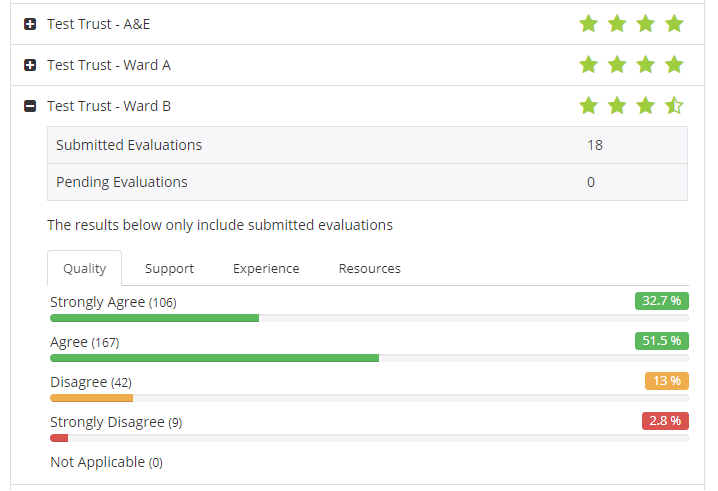 Test Trust - A&E
Test Trust - Ward A
Test Trust - Ward B
Submitted Evaluations 18
Pending Evaluations 0
The results below only include submitted evaluations
Quality Support Experience Resources
Strongly Agree (106) 32.7 %
Agree (167) 51.5 %
Disagree (42) 13 %
Strongly Disagree (9) 2.8 %
Not Applicable (0)